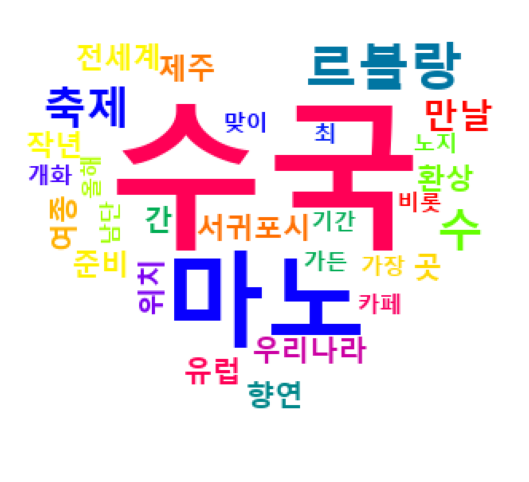 전세계
제주
르블랑
축제
만날
맞이
최
작년
노지
수국
개화
올해
환상
비롯
여종
남단
간
서귀포시
기간
수
준비
위치
마노
가든
가장
곳
카페
우리나라
유럽
향연